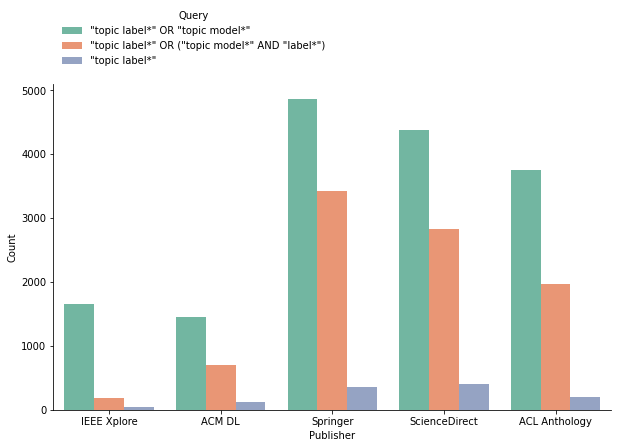 Query
"topic label*" OR "topic model*"
"topic label*" OR ("topic model*" AND "label*")
"topic label*"
5000
4000
3000
2000
1000
0
Count
IEEE Xplore ACM DL Springer ScienceDirect ACL Anthology
Publisher